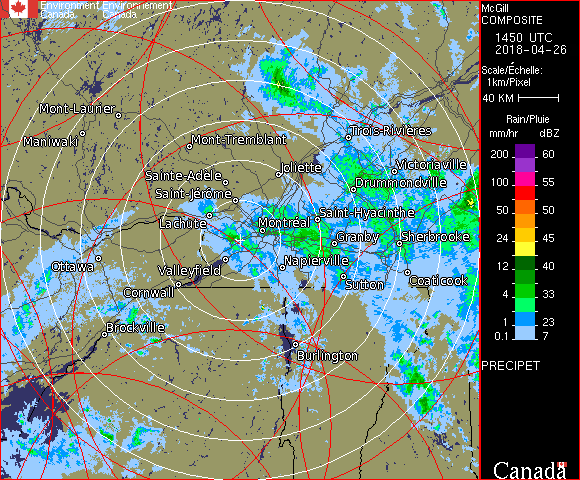 Environment Environnement
Canada Canada
McGill
COMPOSITE
1450 UTC
2018-04-26
Scale/Échelle:
1km/Pixel
40 KM
Rain/Pluie
mm/hr dBZ
200 60
100 55
50 50
24 45
12 40
4 33
1 23
0.1 7
PRECIPET
Canada
Mont-Laurier
Maniwaki
Mont-Tremblant
Trois-Rivières
Victoriaville
Joliette
Sainte-Adèle
Drummondville
Saint-Jérôme
Saint-Hyacinthe
Lachute
Montréal
Granby
Sherbrooke
Ottawa
Valleyfield
Napierville
Coaticook
Cornwall
Sutton
Brockville
Burlington